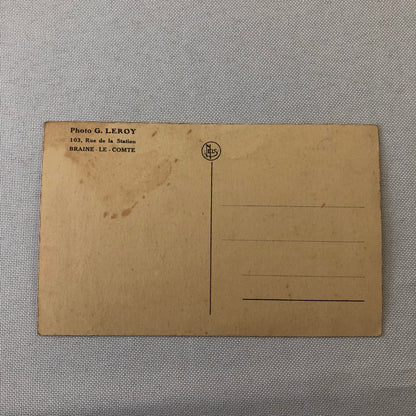 Photo G. LEROY
103, Rue de la Station
BRAINE - LE - COMTE